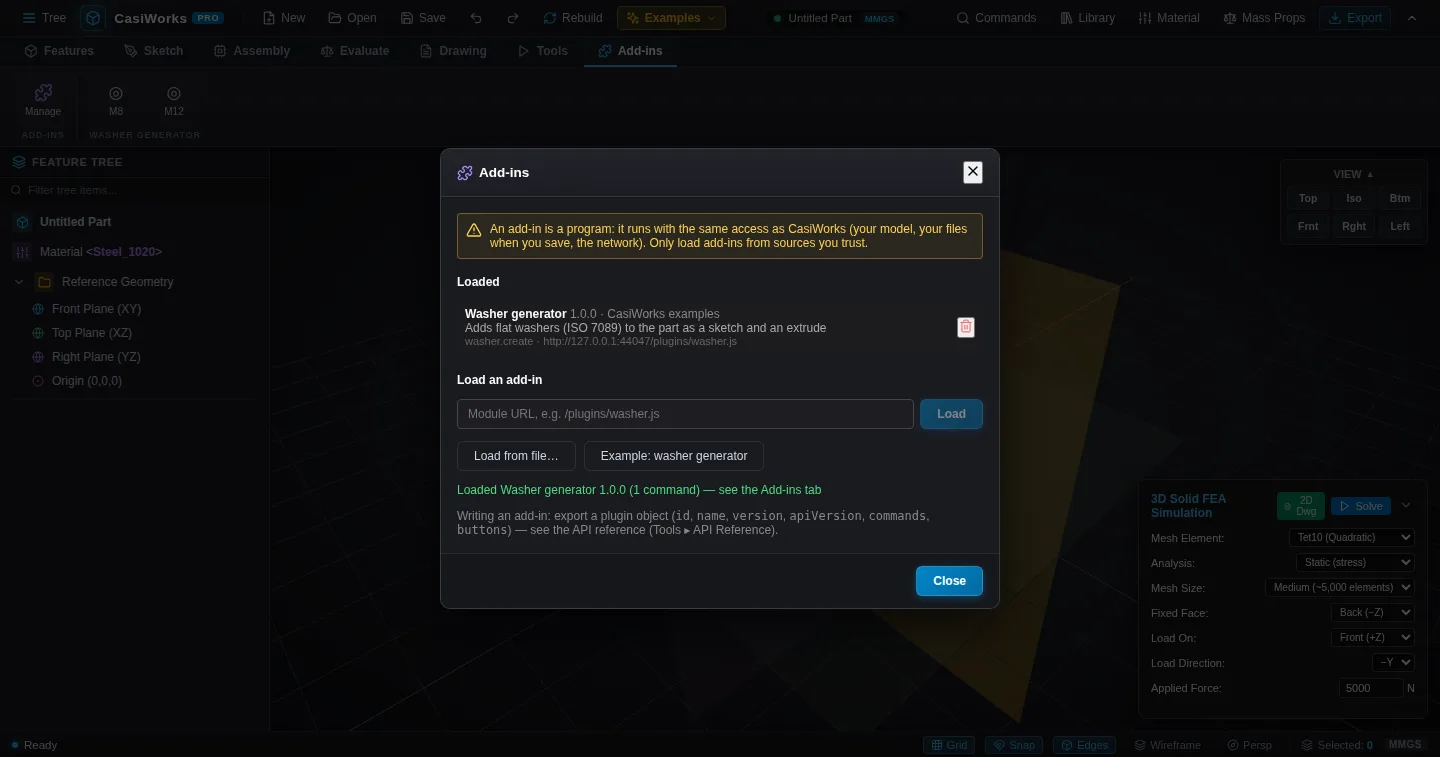 Tree
CasiWorks PRO
New
Open
Save
Rebuild
Examples
Untitled Part MMGS
Commands
Library
Material
Mass Props
Export
Features
Sketch
Assembly
Evaluate
Drawing
Tools
Add-ins
Manage
M8
M12
ADD-INS
WASHER GENERATOR
FEATURE TREE
Filter tree items...
Untitled Part
Material <Steel_1020>
Reference Geometry
Front Plane (XY)
Top Plane (XZ)
Right Plane (YZ)
Origin (0,0,0)
Add-ins
An add-in is a program: it runs with the same access as CasiWorks (your model, your files
when you save, the network). Only load add-ins from sources you trust.
Loaded
Washer generator 1.0.0 · CasiWorks examples
Adds flat washers (ISO 7089) to the part as a sketch and an extrude
washer.create · http://127.0.0.1:44047/plugins/washer.js
Load an add-in
Module URL, e.g. /plugins/washer.js
Load
Load from file…
Example: washer generator
Loaded Washer generator 1.0.0 (1 command) — see the Add-ins tab
Writing an add-in: export a plugin object (id, name, version, apiVersion, commands,
buttons) — see the API reference (Tools ▸ API Reference).
Close
VIEW ▲
Top Iso Btm
Frnt Rght Left
3D Solid FEA
Simulation
2D
Dwg
Solve
Mesh Element: Tet10 (Quadratic)
Analysis: Static (stress)
Mesh Size: Medium (~5,000 elements)
Fixed Face: Back (−Z)
Load On: Front (+Z)
Load Direction: −Y
Applied Force: 5000 N
Ready
Grid
Snap
Edges
Wireframe
Persp
Selected: 0
MMGS